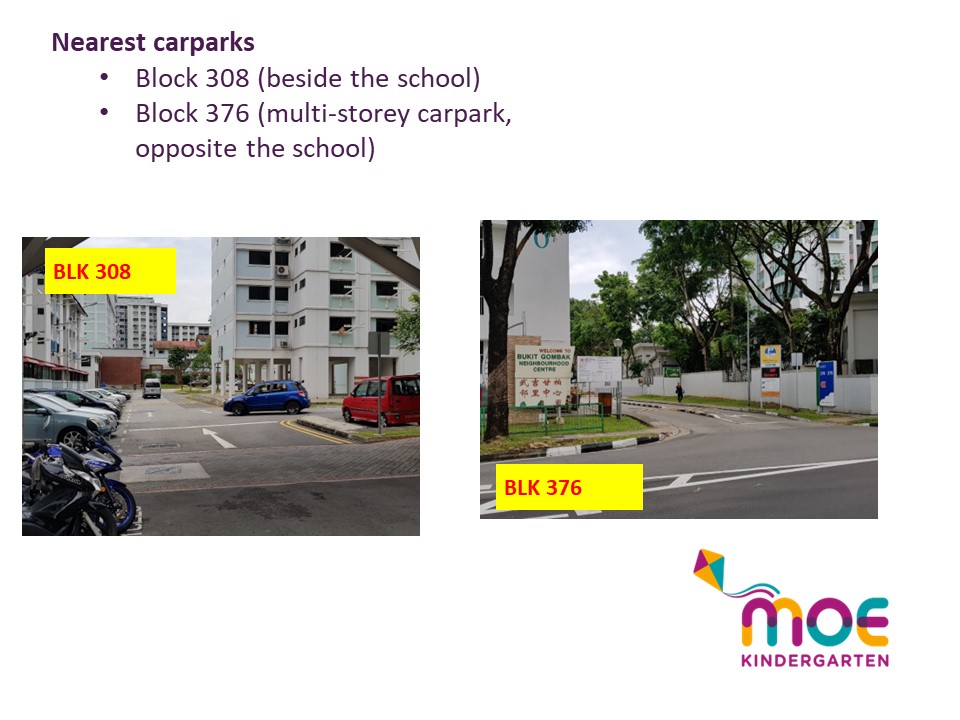 Nearest carparks
• Block 308 (beside the school)
• Block 376 (multi-storey carpark,
opposite the school)
BLK 308
WELCOME TO
BUKIT GOMBAK
NEIGHBOURHOOD
CENTRE
武吉甘柏
邻里中心
BLK 376
moe
KINDERGARTEN